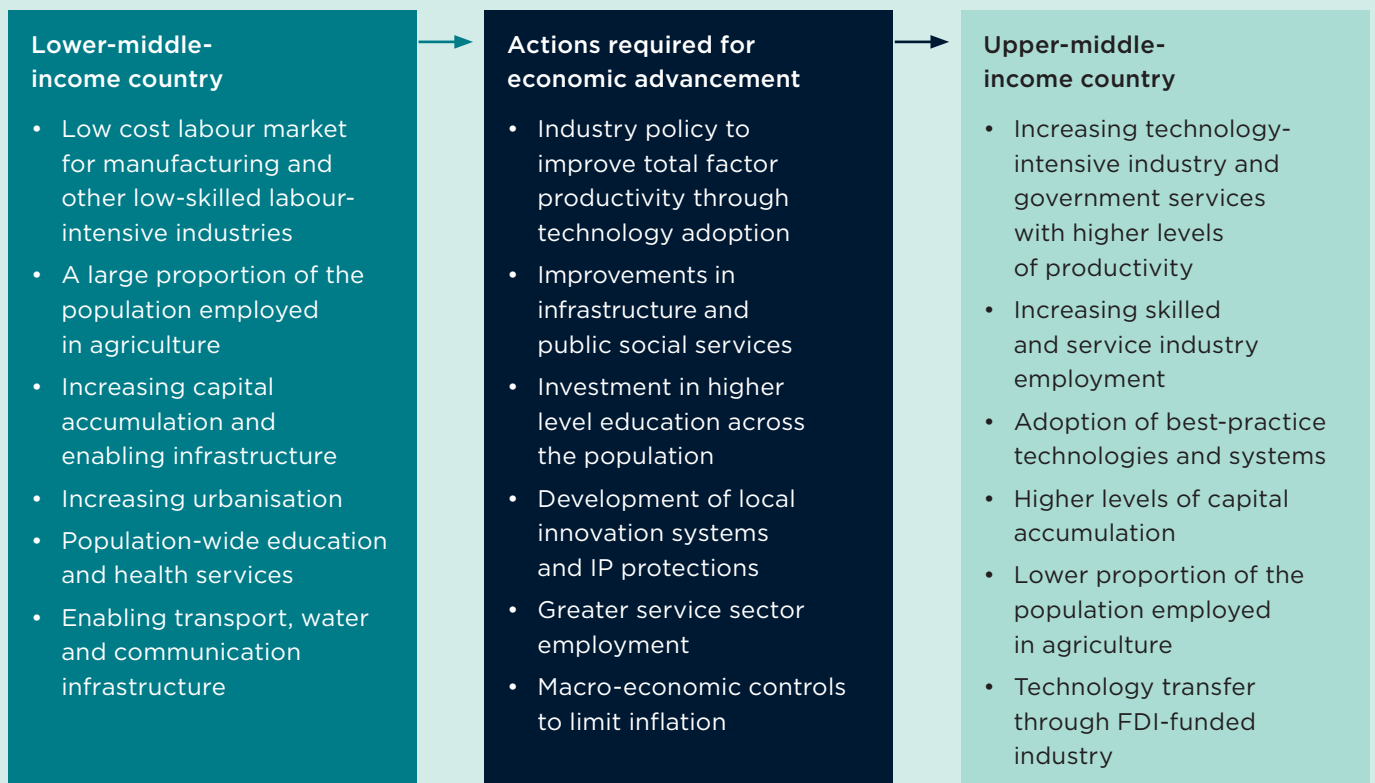 Lower-middle-
income country
• Low cost labour market
for manufacturing and
other low-skilled labour-
intensive industries
• A large proportion of the
population employed
in agriculture
• Increasing capital
accumulation and
enabling infrastructure
• Increasing urbanisation
• Population-wide education
and health services
• Enabling transport, water
and communication
infrastructure
Actions required for
economic advancement
• Industry policy to
improve total factor
productivity through
technology adoption
• Improvements in
infrastructure and
public social services
• Investment in higher
level education across
the population
• Development of local
innovation systems
and IP protections
• Greater service sector
employment
• Macro-economic controls
to limit inflation
Upper-middle-
income country
• Increasing technology-
intensive industry and
government services
with higher levels
of productivity
• Increasing skilled
and service industry
employment
• Adoption of best-practice
technologies and systems
• Higher levels of capital
accumulation
• Lower proportion of the
population employed
in agriculture
• Technology transfer
through FDI-funded
industry